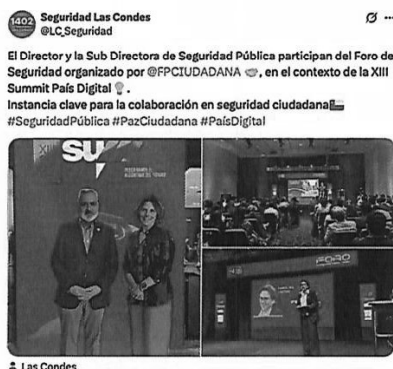 1402
Seguridad Las Condes
@LC_Seguridad
El Director y la Sub Directora de Seguridad Pública participan del Foro de
Seguridad organizado por @FPCIUDADANA 🤝, en el contexto de la XIII
Summit País Digital 💡.
Instancia clave para la colaboración en seguridad ciudadana🇨🇱
#SeguridadPública #PazCiudadana #PaísDigital
XIII
SU
FORO
Las Condes